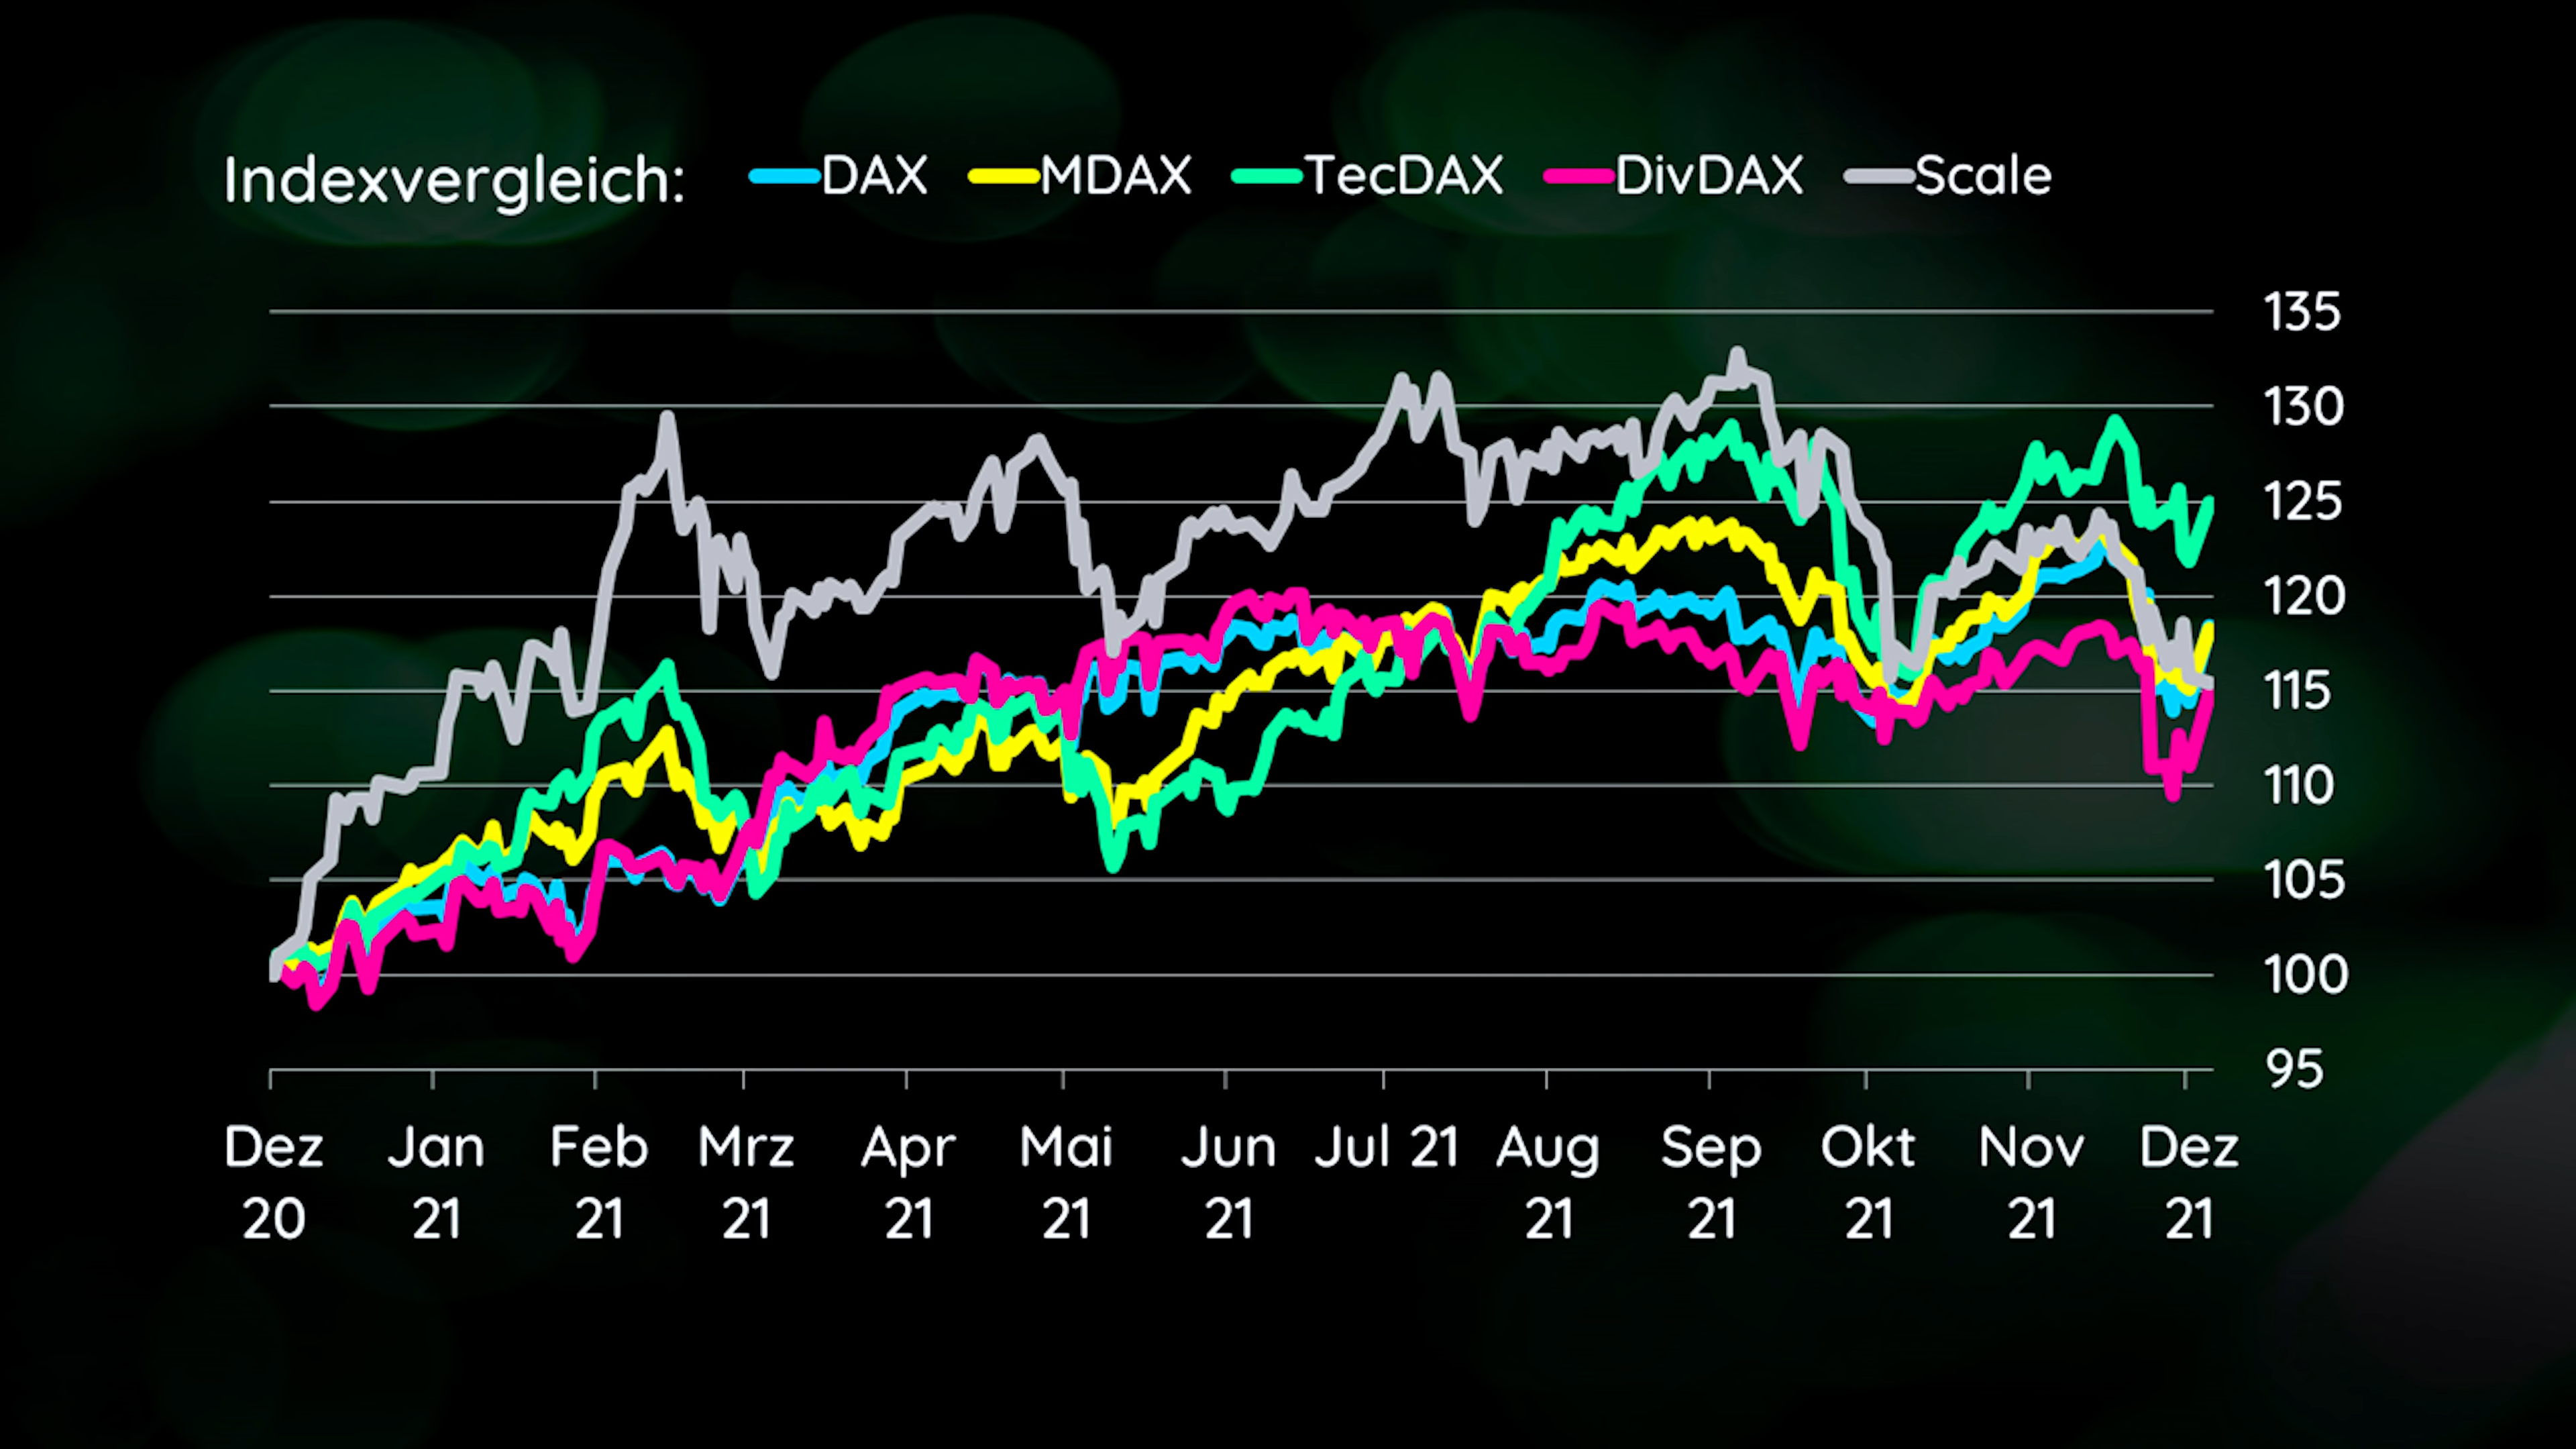 Indexvergleich: DAX MDAX TecDAX DivDAX Scale
135
130
125
120
115
110
105
100
95
Dez 20
Jan 21
Feb 21
Mrz 21
Apr 21
Mai 21
Jun 21
Jul 21
Aug 21
Sep 21
Okt 21
Nov 21
Dez 21